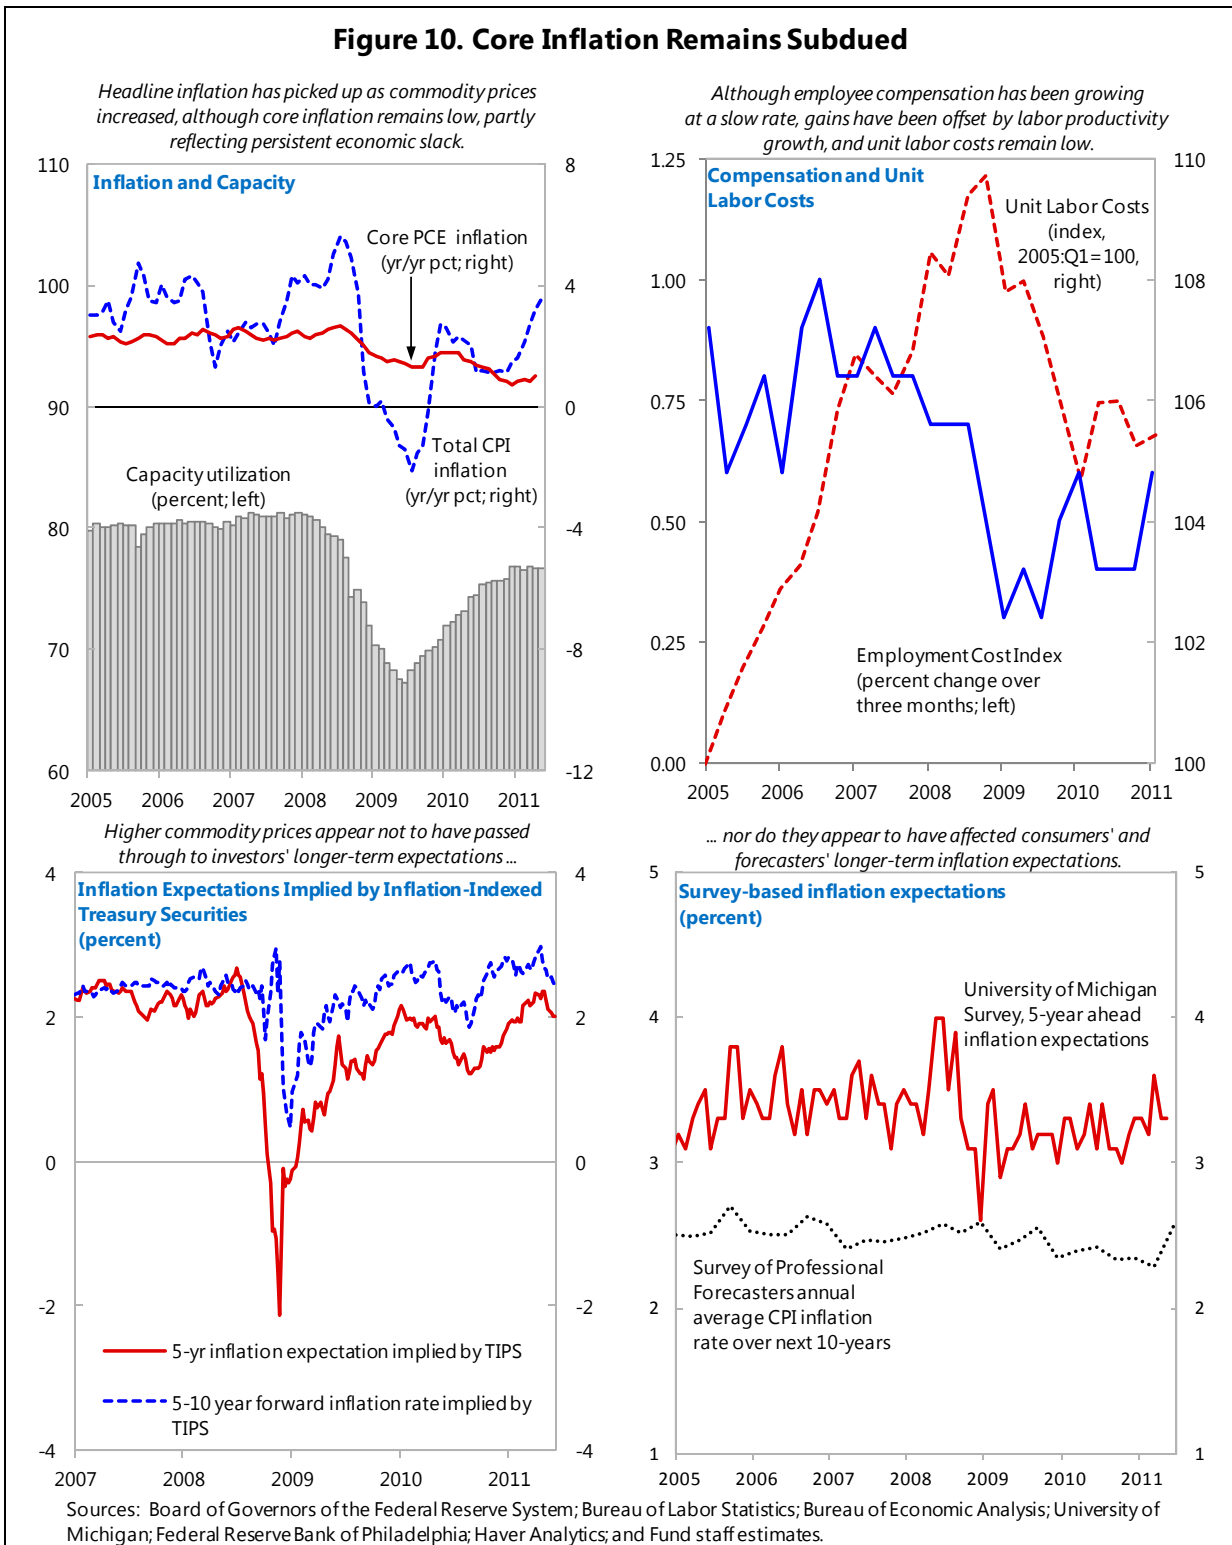 Figure 10. Core Inflation Remains Subdued
Headline inflation has picked up as commodity prices
increased, although core inflation remains low, partly
reflecting persistent economic slack.
110
8
Inflation and Capacity
Core PCE inflation
(yr/yr pct; right)
100
4
90
0
Total CPI
inflation
(yr/yr pct; right)
Capacity utilization
(percent; left)
80
-4
70
-8
60
-12
2005 2006 2007 2008 2009 2010 2011
Although employee compensation has been growing
at a slow rate, gains have been offset by labor productivity
growth, and unit labor costs remain low.
1.25
110
Compensation and Unit
Labor Costs
Unit Labor Costs
(index,
2005:Q1=100,
right)
1.00
108
0.75
106
0.50
104
0.25
102
Employment Cost Index
(percent change over
three months; left)
0.00
100
2005 2006 2007 2008 2009 2010 2011
Higher commodity prices appear not to have passed
through to investors' longer-term expectations ...
4
4
Inflation Expectations Implied by Inflation-Indexed
Treasury Securities
(percent)
2
2
0
0
-2
-2
5-yr inflation expectation implied by TIPS
5-10 year forward inflation rate implied by
TIPS
-4
-4
2007 2008 2009 2010 2011
... nor do they appear to have affected consumers' and
forecasters' longer-term inflation expectations.
5
5
Survey-based inflation expectations
(percent)
University of Michigan
Survey, 5-year ahead
inflation expectations
4
4
3
3
Survey of Professional
Forecasters annual
average CPI inflation
rate over next 10-years
2
2
1
1
2005 2006 2007 2008 2009 2010 2011
Sources: Board of Governors of the Federal Reserve System; Bureau of Labor Statistics; Bureau of Economic Analysis; University of
Michigan; Federal Reserve Bank of Philadelphia; Haver Analytics; and Fund staff estimates.